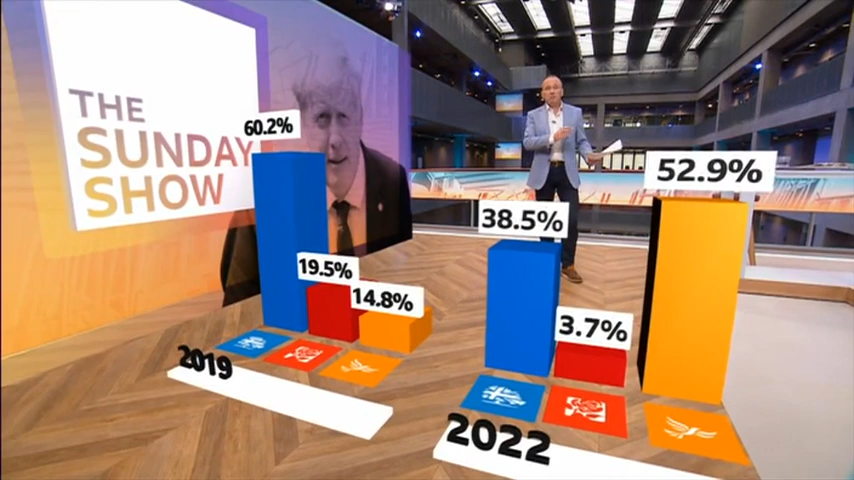 THE
SUNDAY
SHOW
60.2%
19.5%
14.8%
2019
38.5%
3.7%
52.9%
2022